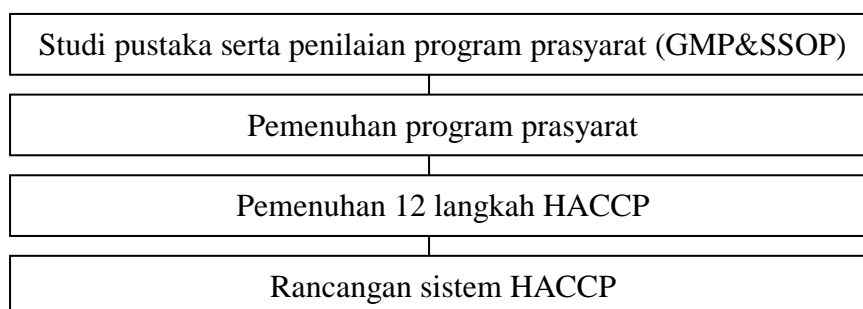 Studi pustaka serta penilaian program prasyarat (GMP&SSOP)
Pemenuhan program prasyarat
Pemenuhan 12 langkah HACCP
Rancangan sistem HACCP